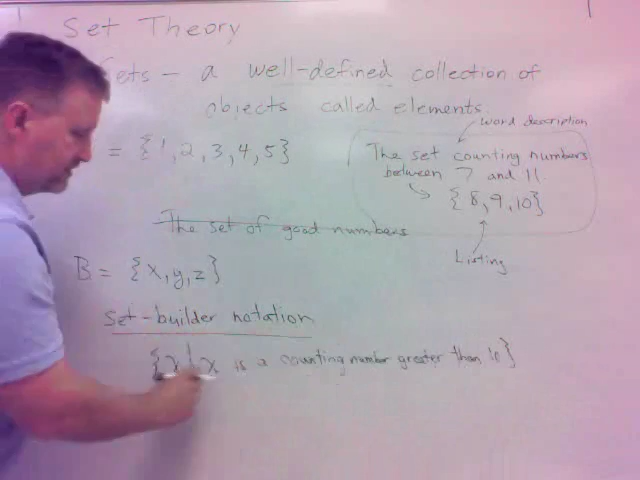 Set Theory
Sets - a well-defined collection of
objects called elements.
word description
= {1, 2, 3, 4, 5}
The set counting numbers
between 7 and 11
{8, 9, 10}
The set of good numbers
Listing
B = {x, y, z}
Set-builder notation
{x | x is a counting number greater than 10}